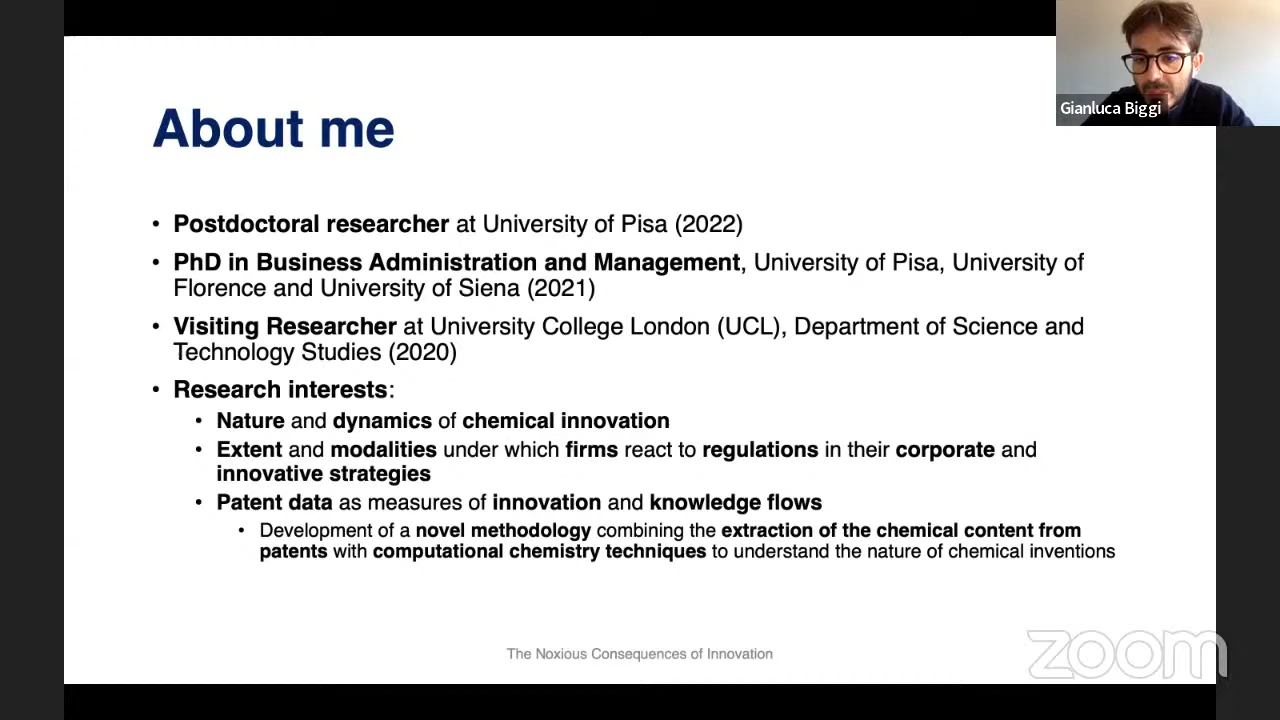 Gianluca Biggi
About me
• Postdoctoral researcher at University of Pisa (2022)
• PhD in Business Administration and Management, University of Pisa, University of
Florence and University of Siena (2021)
• Visiting Researcher at University College London (UCL), Department of Science and
Technology Studies (2020)
• Research interests:
• Nature and dynamics of chemical innovation
• Extent and modalities under which firms react to regulations in their corporate and
innovative strategies
• Patent data as measures of innovation and knowledge flows
• Development of a novel methodology combining the extraction of the chemical content from
patents with computational chemistry techniques to understand the nature of chemical inventions
The Noxious Consequences of Innovation
zoom